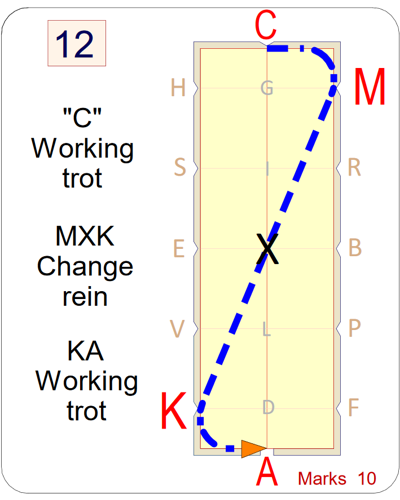 12
C
M
H
G
"C"
Working
trot
S
I
R
MXK
Change
rein
E
X
B
V
L
P
KA
Working
trot
K
D
F
A
Marks 10